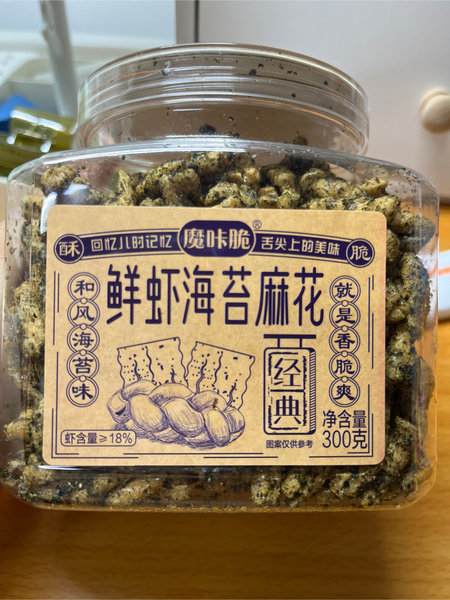 酥 回忆儿时记忆 魔咔脆® 舌尖上的美味 脆
鲜虾海苔麻花
和风海苔味
就是香脆爽
经典
虾含量≥18%
净含量
300克
图案仅供参考